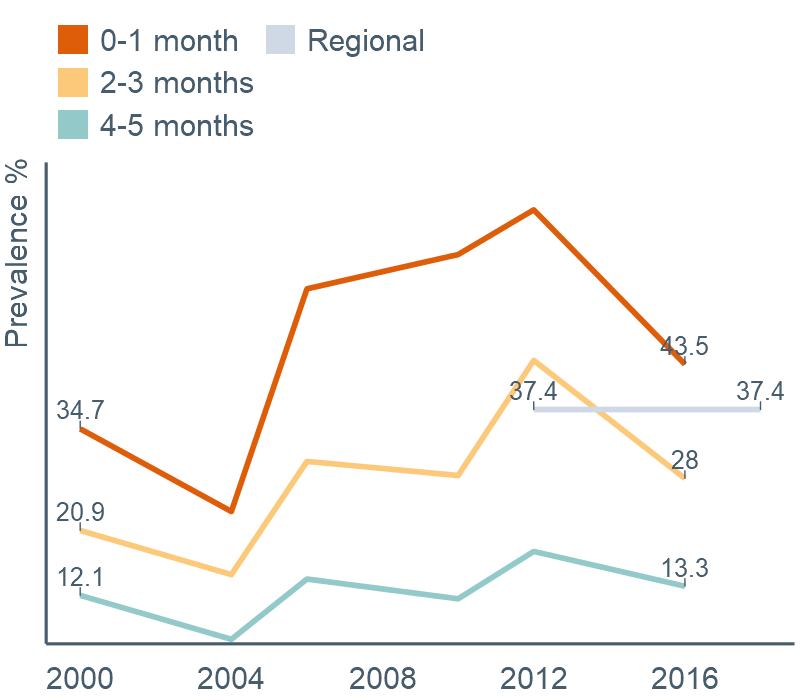 0-1 month
Regional
2-3 months
4-5 months
Prevalence %
43.5
37.4
37.4
34.7
28
20.9
13.3
12.1
2000 2004 2008 2012 2016